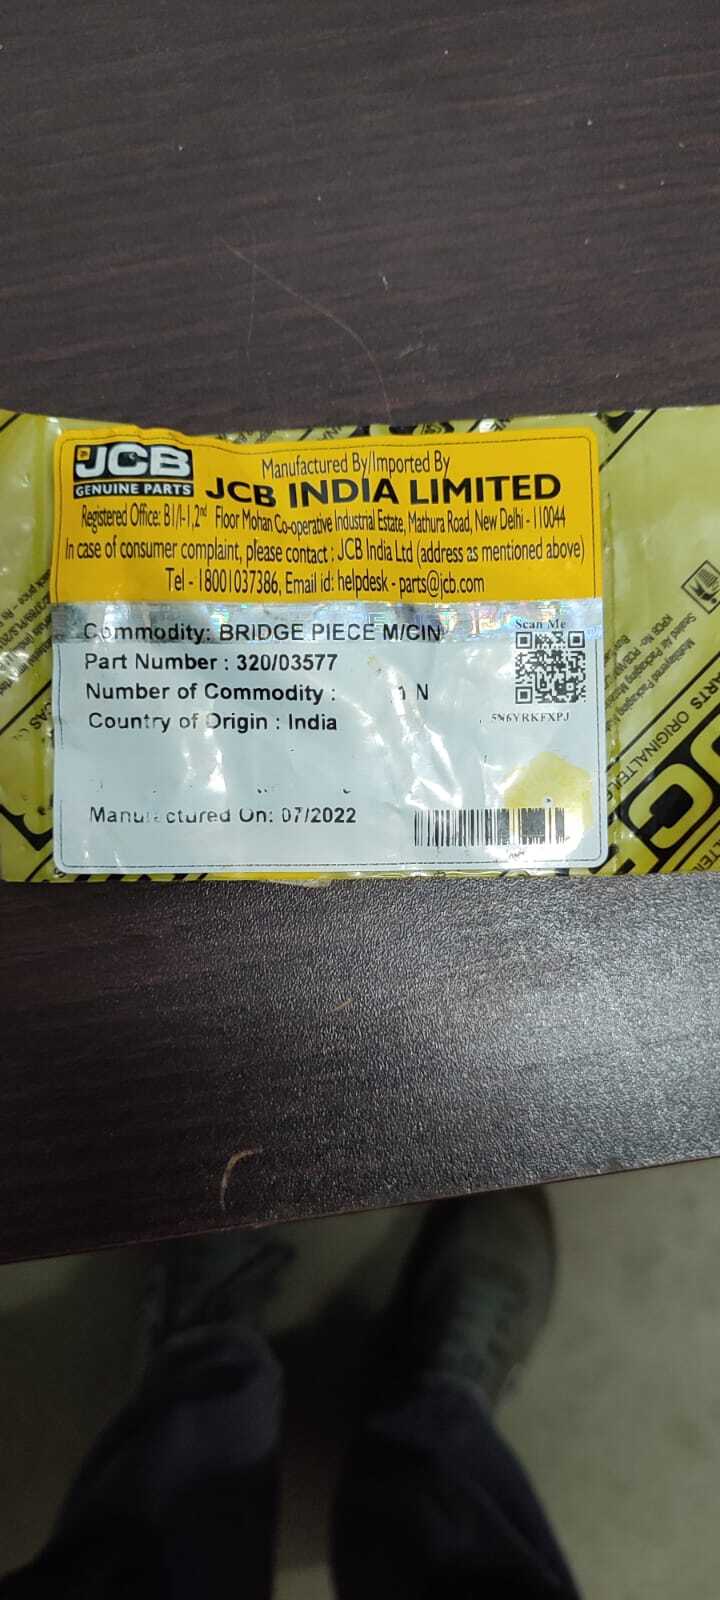 JCB
GENUINE PARTS
Manufactured By/Imported By
JCB INDIA LIMITED
Registered Office: B1/I-1,2nd Floor Mohan Co-operative Industrial Estate, Mathura Road, New Delhi - 110044
In case of consumer complaint, please contact : JCB India Ltd (address as mentioned above)
Tel - 18001037386, Email id: helpdesk - parts@jcb.com
Commodity: BRIDGE PIECE M/CIN
Scan Me
Part Number : 320/03577
Number of Commodity : N
5N6YRKFXPJ
Country of Origin : India
Manufactured On: 07/2022